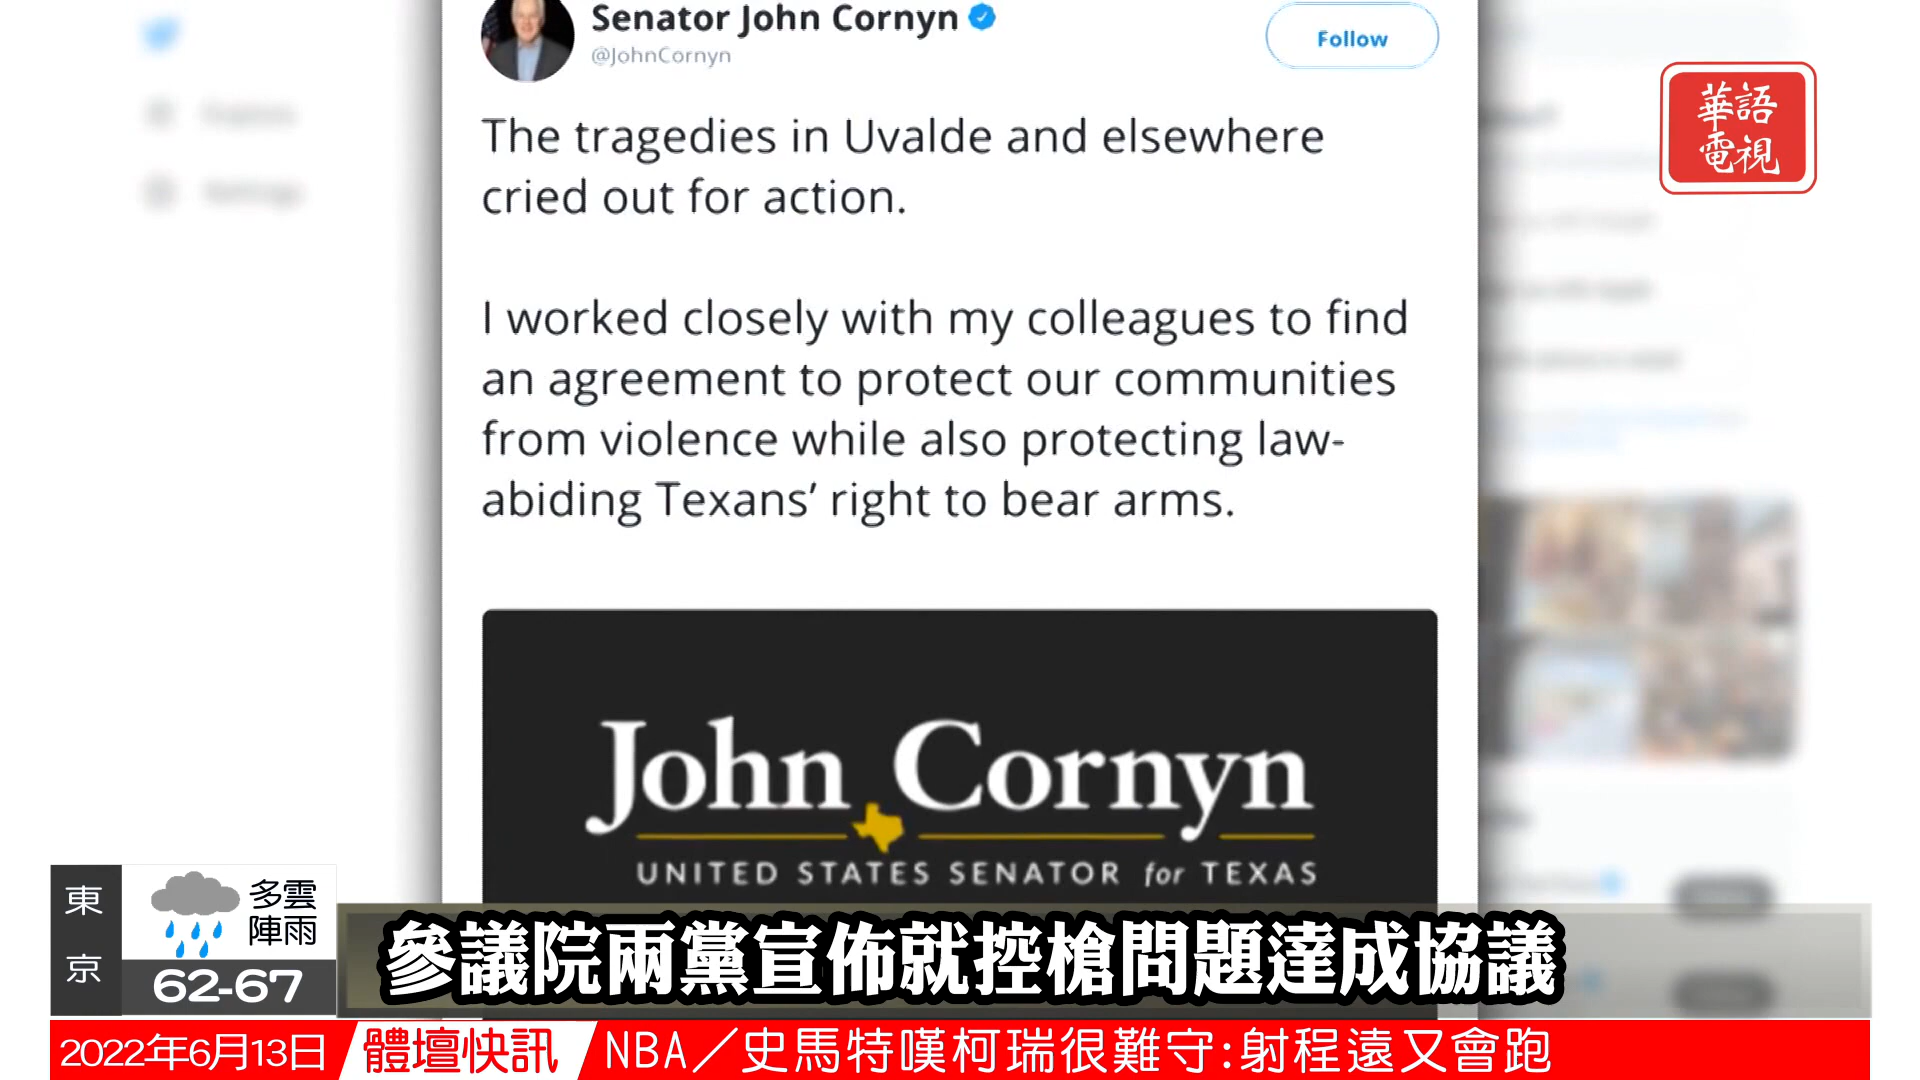 Senator John Cornyn
@JohnCornyn
Follow
The tragedies in Uvalde and elsewhere
cried out for action.
I worked closely with my colleagues to find
an agreement to protect our communities
from violence while also protecting law-
abiding Texans’ right to bear arms.
華語
電視
John Cornyn
UNITED STATES SENATOR for TEXAS
東京
多雲
陣雨
62-67
參議院兩黨宣佈就控槍問題達成協議
2022年6月13日
體壇快訊
NBA／史馬特嘆柯瑞很難守:射程遠又會跑